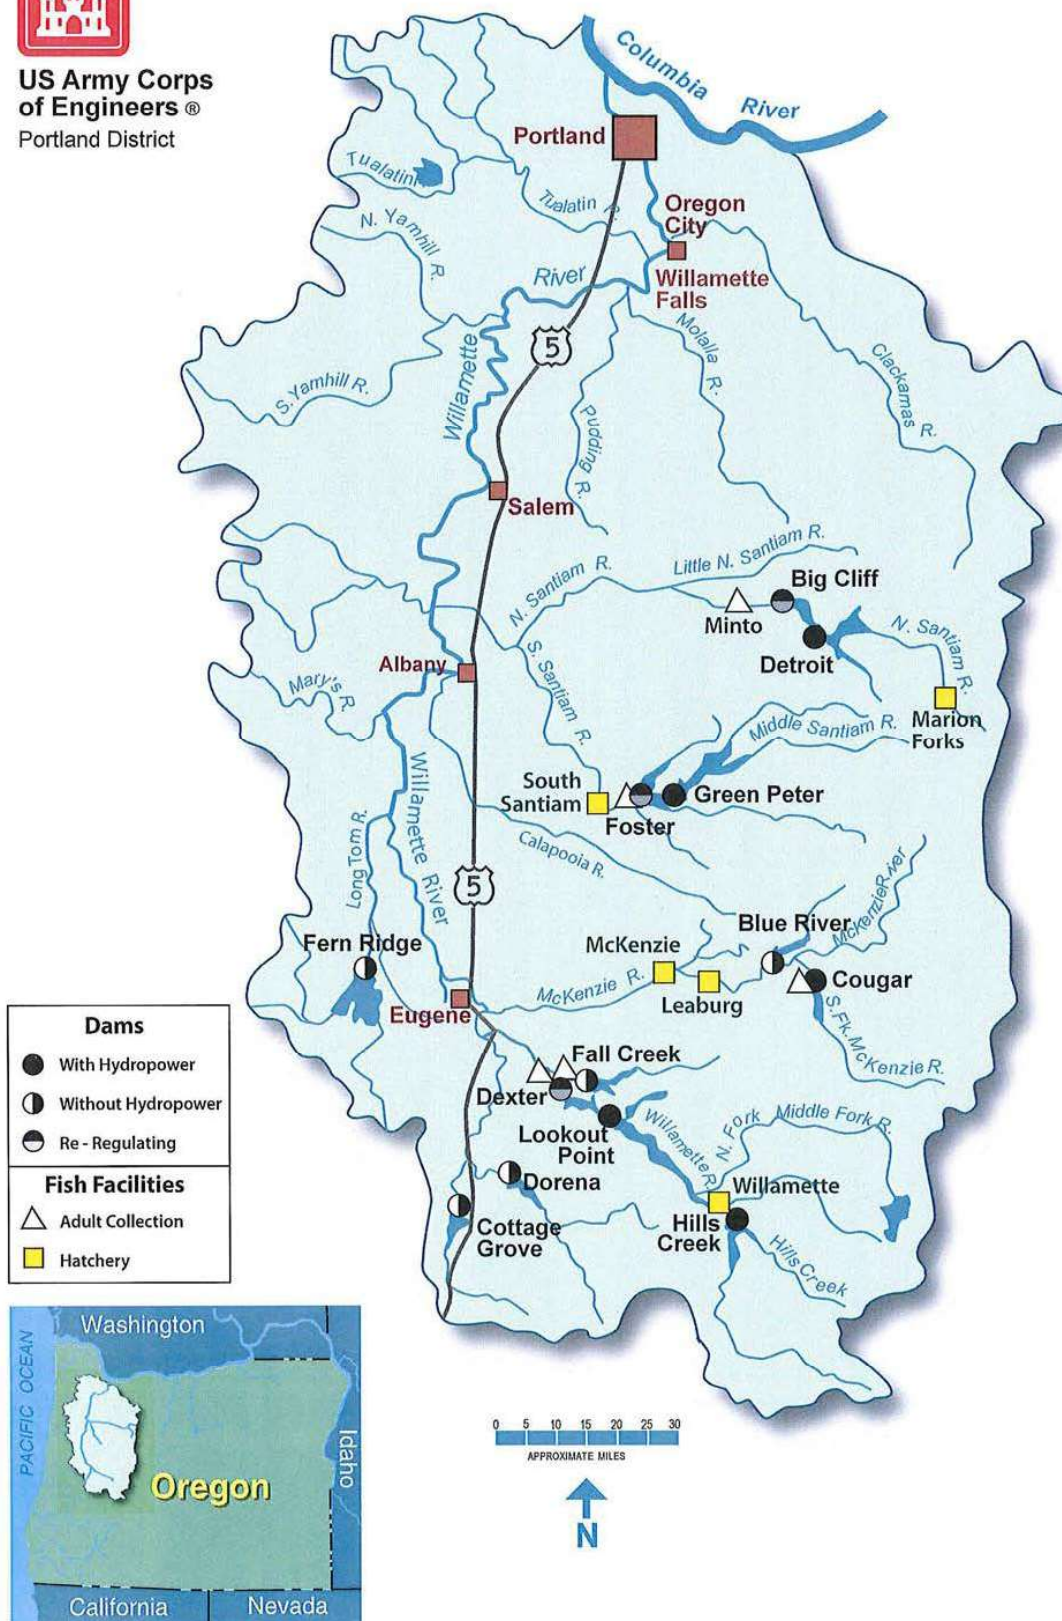 US Army Corps
of Engineers ®
Portland District
Columbia
River
Portland
Tualatin
Tualatin R.
Oregon
City
N. Yamhill R.
River
Willamette
Falls
Willamette
5
Molalla R.
Clackamas R.
S. Yamhill R.
Pudding R.
Salem
Little N. Santiam R.
N. Santiam R.
Big Cliff
Minto
N. Santiam R.
Detroit
S. Santiam R.
Albany
Mary's R.
Marion
Forks
Middle Santiam R.
South
Santiam
Green Peter
Foster
Willamette River
Long Tom R.
Calapooia R.
5
McKenzie River
Blue River
Fern Ridge
McKenzie
McKenzie R.
Cougar
Leaburg
Eugene
S. Fk. McKenzie R.
Fall Creek
Dexter
Lookout
Point
Willamette R.
N. Fork Middle Fork R.
Dorena
Willamette
Cottage
Grove
Hills
Creek
Hills Creek
Dams
With Hydropower
Without Hydropower
Re - Regulating
Fish Facilities
Adult Collection
Hatchery
Washington
PACIFIC OCEAN
Idaho
Oregon
California
Nevada
0 5 10 15 20 25 30
APPROXIMATE MILES
N